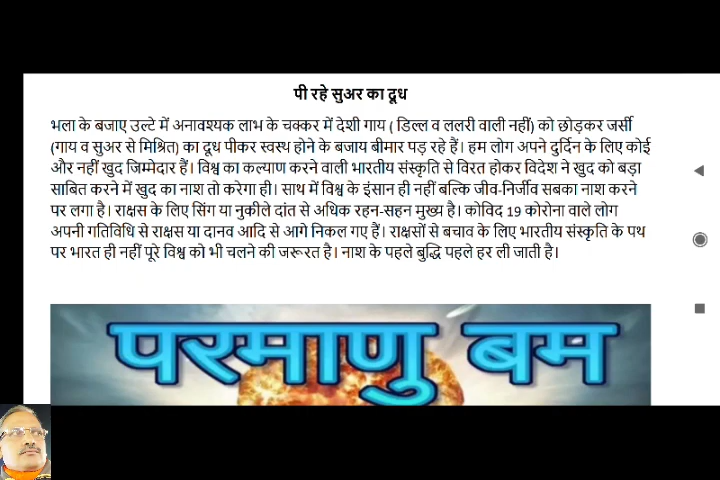 पी रहे सुअर का दूध
भला के बजाए उल्टे में अनावश्यक लाभ के चक्कर में देशी गाय ( डिल्ल व ललरी वाली नहीं) को छोड़कर जर्सी
(गाय व सुअर से मिश्रित) का दूध पीकर स्वस्थ होने के बजाय बीमार पड़ रहे हैं। हम लोग अपने दुर्दिन के लिए कोई
और नहीं खुद जिम्मेदार हैं। विश्व का कल्याण करने वाली भारतीय संस्कृति से विरत होकर विदेश ने खुद को बड़ा
साबित करने में खुद का नाश तो करेगा ही। साथ में विश्व के इंसान ही नहीं बल्कि जीव-निर्जीव सबका नाश करने
पर लगा है। राक्षस के लिए सिंग या नुकीले दांत से अधिक रहन-सहन मुख्य है। कोविद 19 कोरोना वाले लोग
अपनी गतिविधि से राक्षस या दानव आदि से आगे निकल गए हैं। राक्षसों से बचाव के लिए भारतीय संस्कृति के पथ
पर भारत ही नहीं पूरे विश्व को भी चलने की जरूरत है। नाश के पहले बुद्धि पहले हर ली जाती है।
परमाणु बम